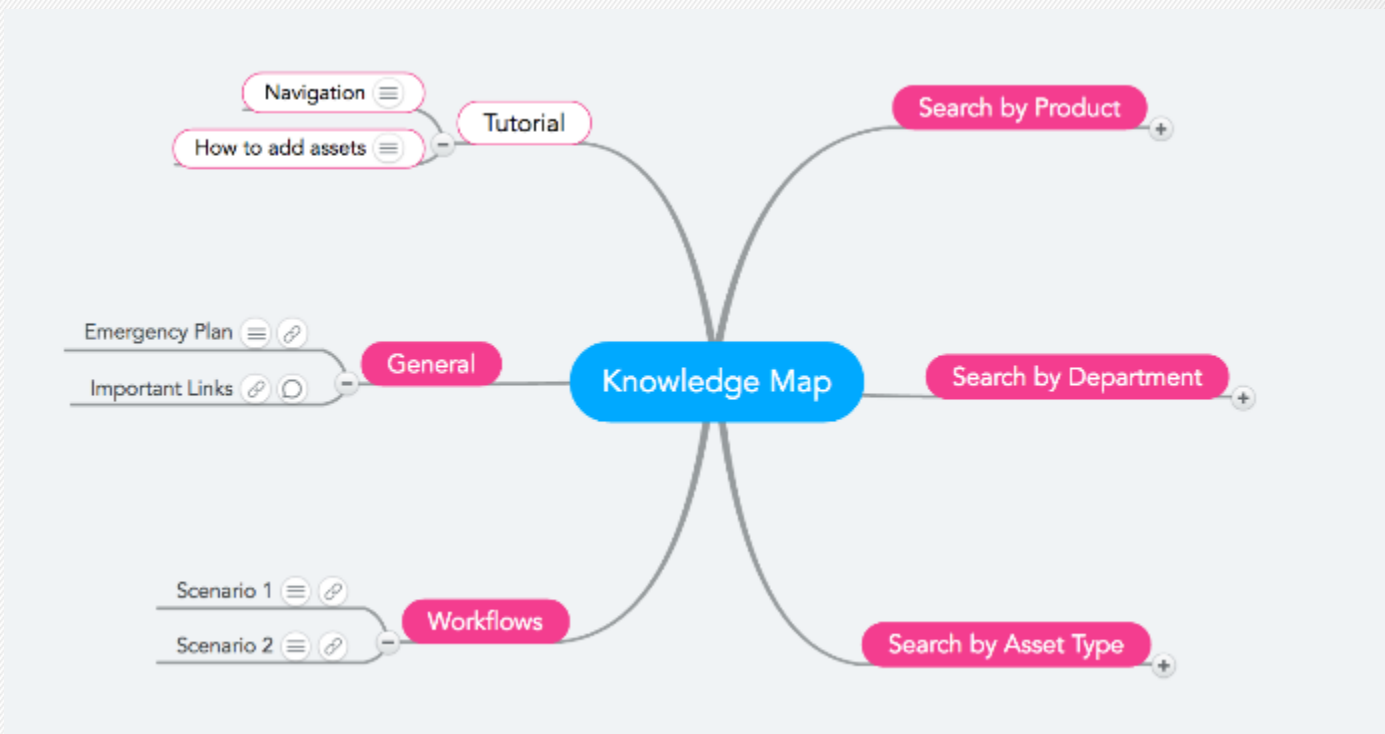 Navigation
How to add assets
Tutorial
Search by Product
Emergency Plan
Important Links
General
Knowledge Map
Search by Department
Scenario 1
Scenario 2
Workflows
Search by Asset Type